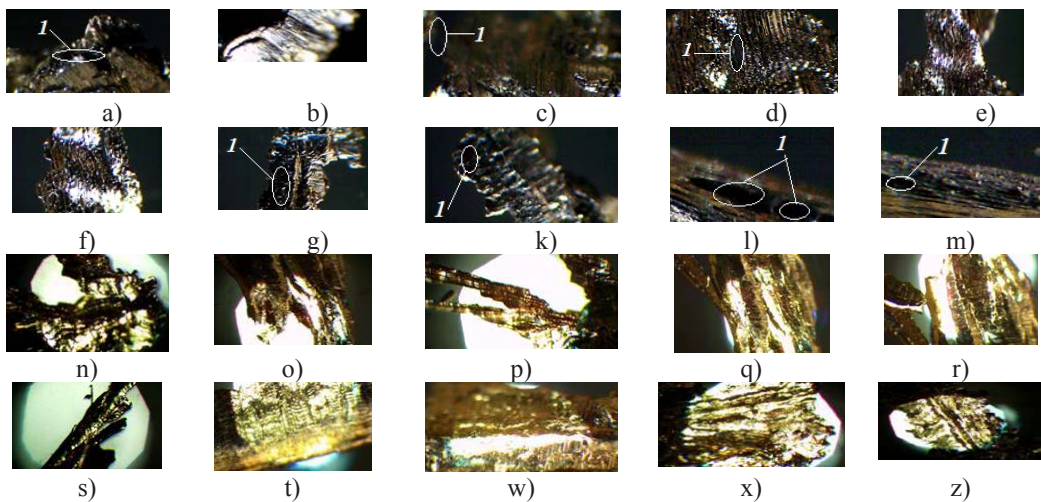 1 1 1
a) b) c) d) e)
1 1 1 1
f) g) k) l) m)
n) o) p) q) r)
s) t) w) x) z)